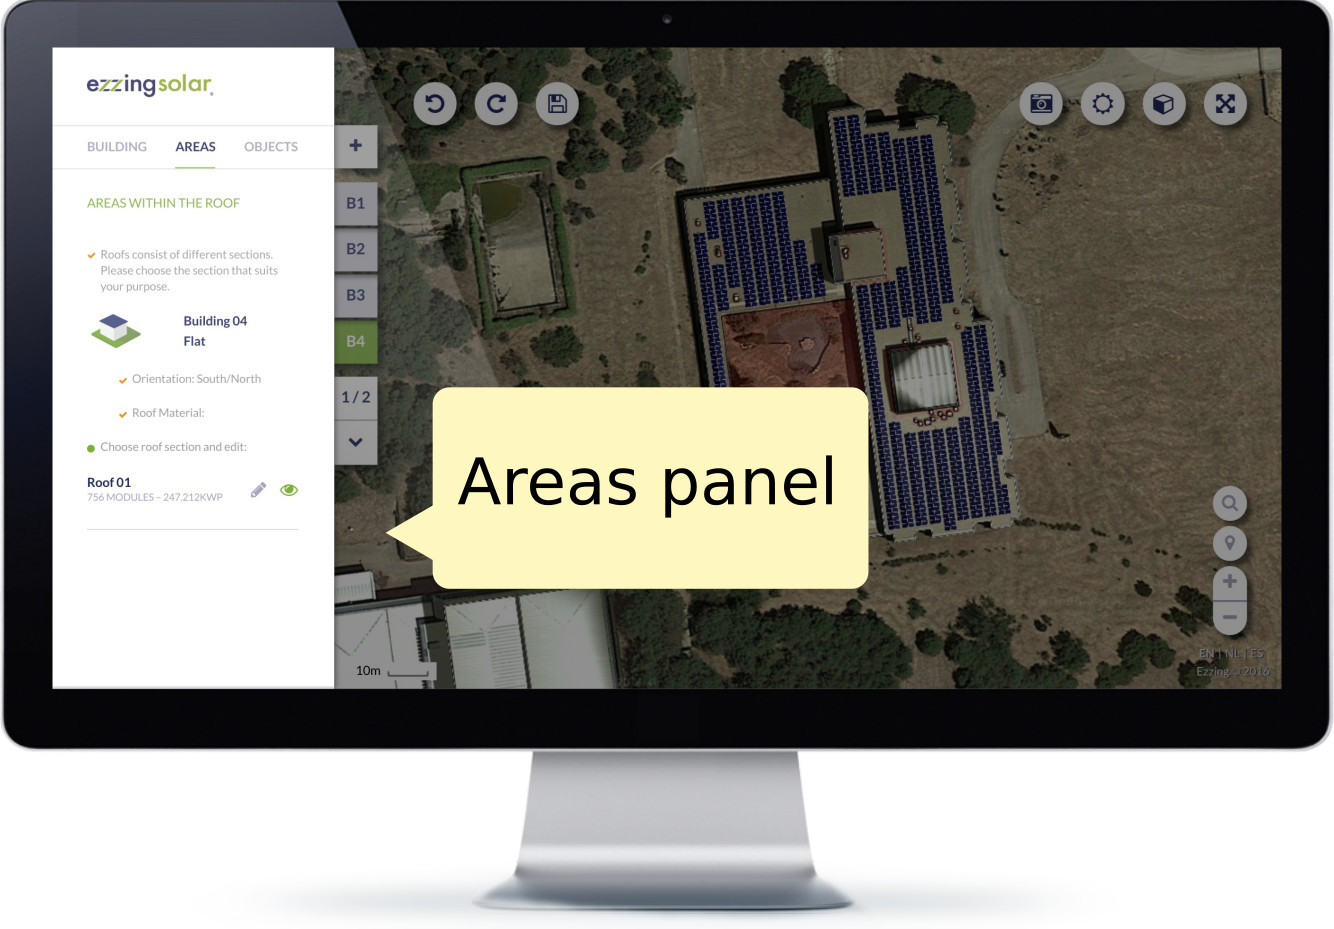 ezzingsolar
BUILDING AREAS OBJECTS
AREAS WITHIN THE ROOF
Roofs consist of different sections.
Please choose the section that suits
your purpose.
Building 04
Flat
Orientation: South/North
Roof Material:
Choose roof section and edit:
Roof 01
756 MODULES – 247,212KWP
+
B1
B2
B3
B4
1 / 2
Areas panel
10m
+
−
EN | NL | ES
Ezzing © 2016